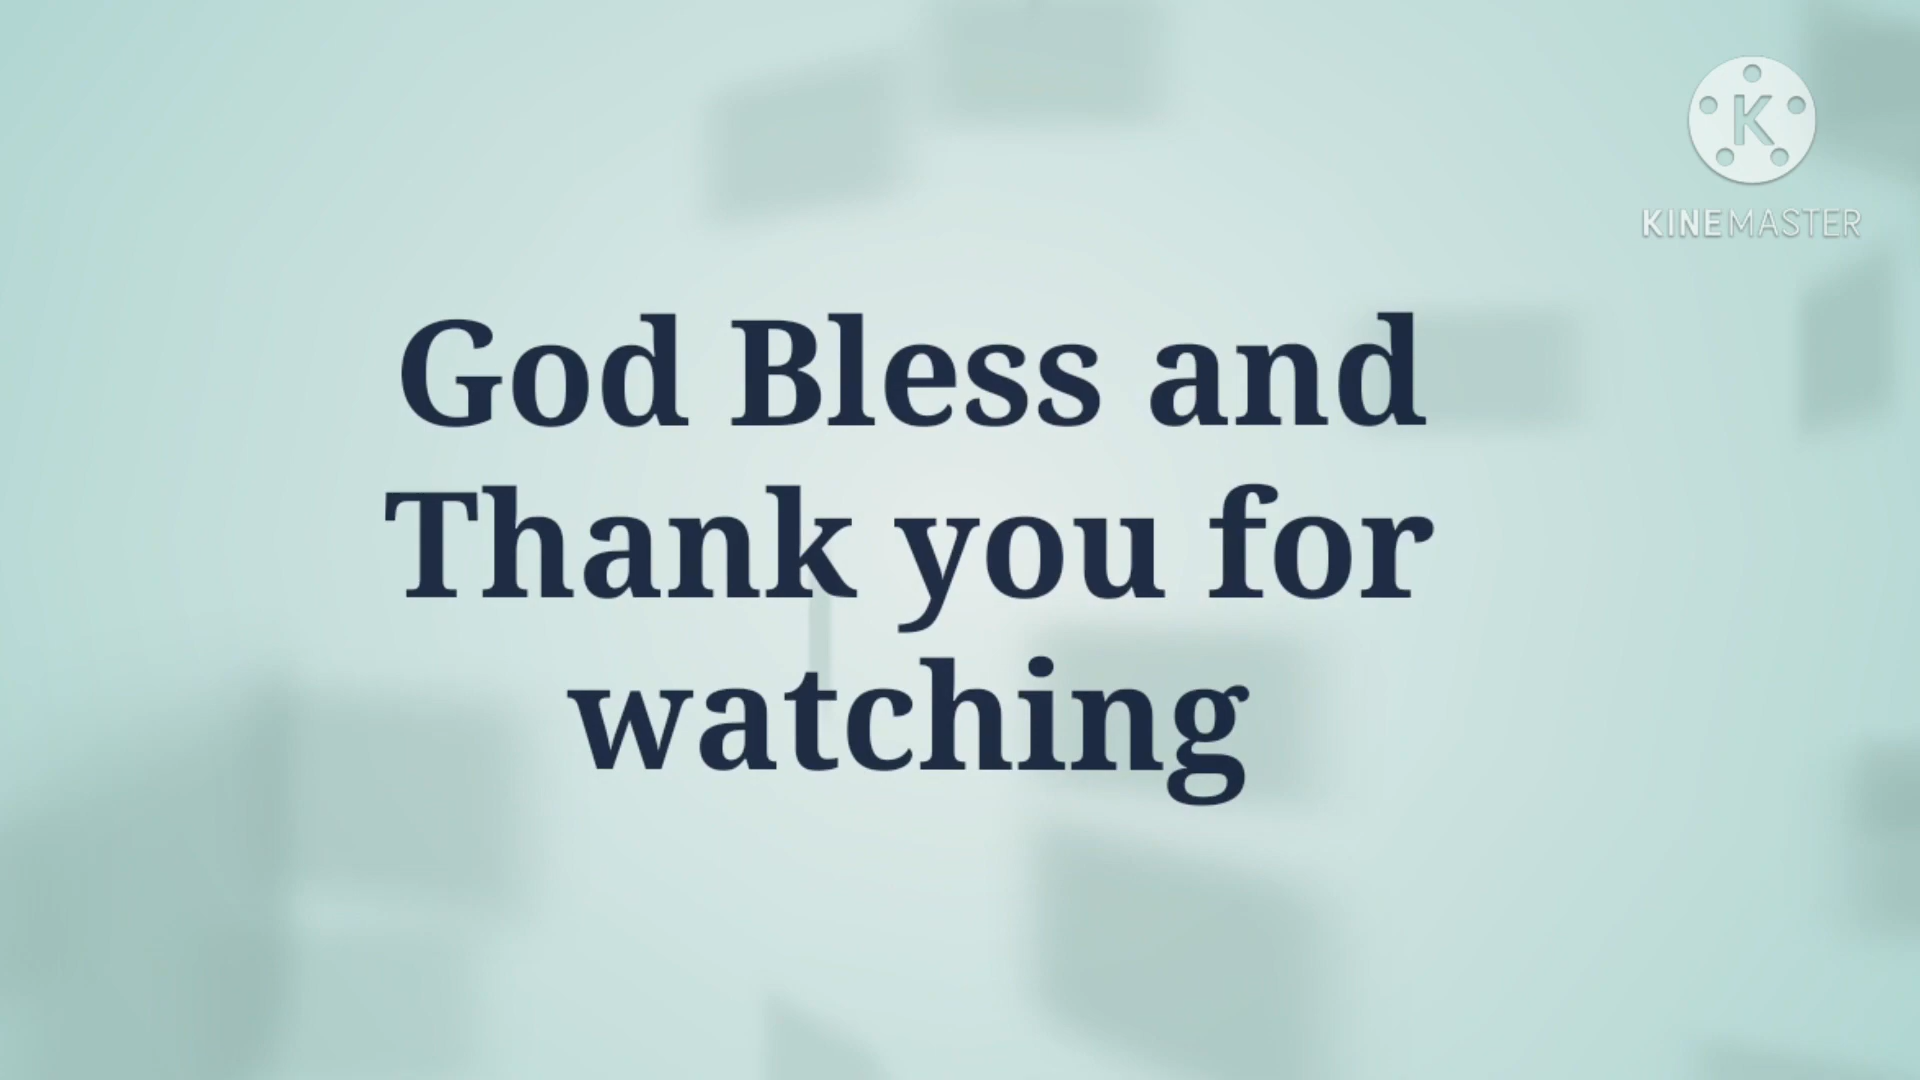 K
KINEMASTER
God Bless and
Thank you for
watching